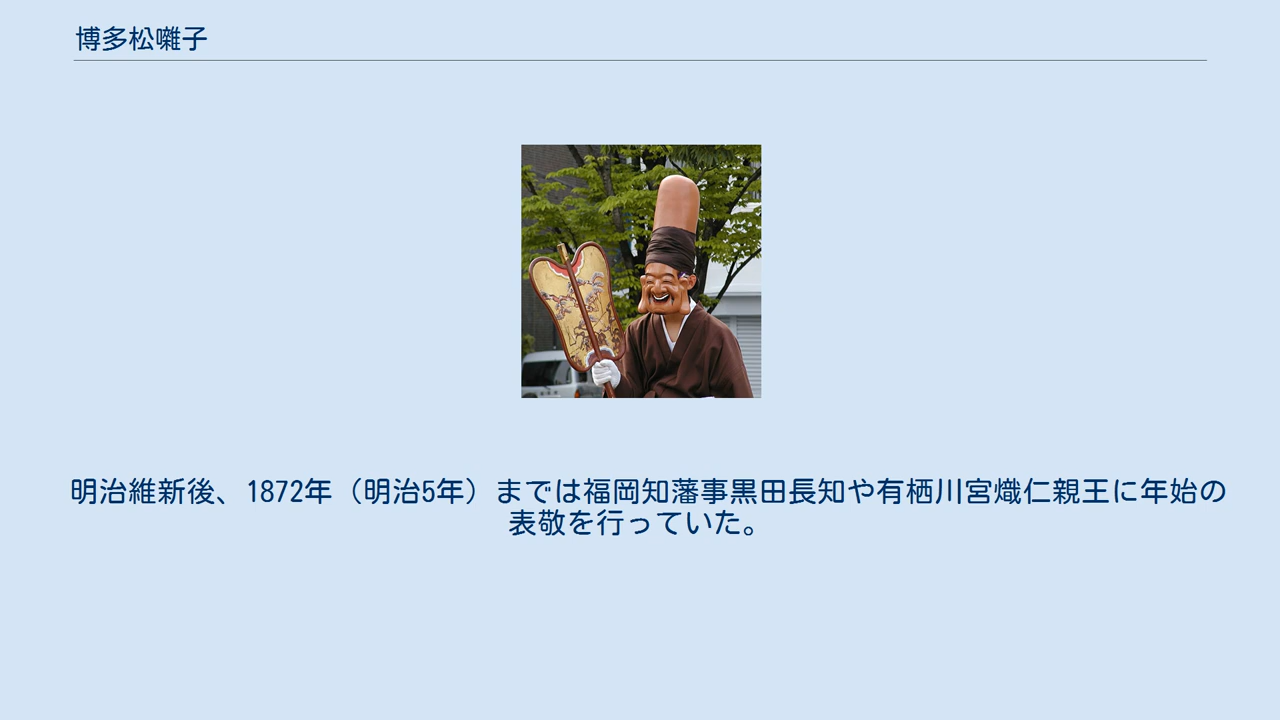 博多松囃子
明治維新後、1872年（明治5年）までは福岡知藩事黒田長知や有栖川宮熾仁親王に年始の
表敬を行っていた。